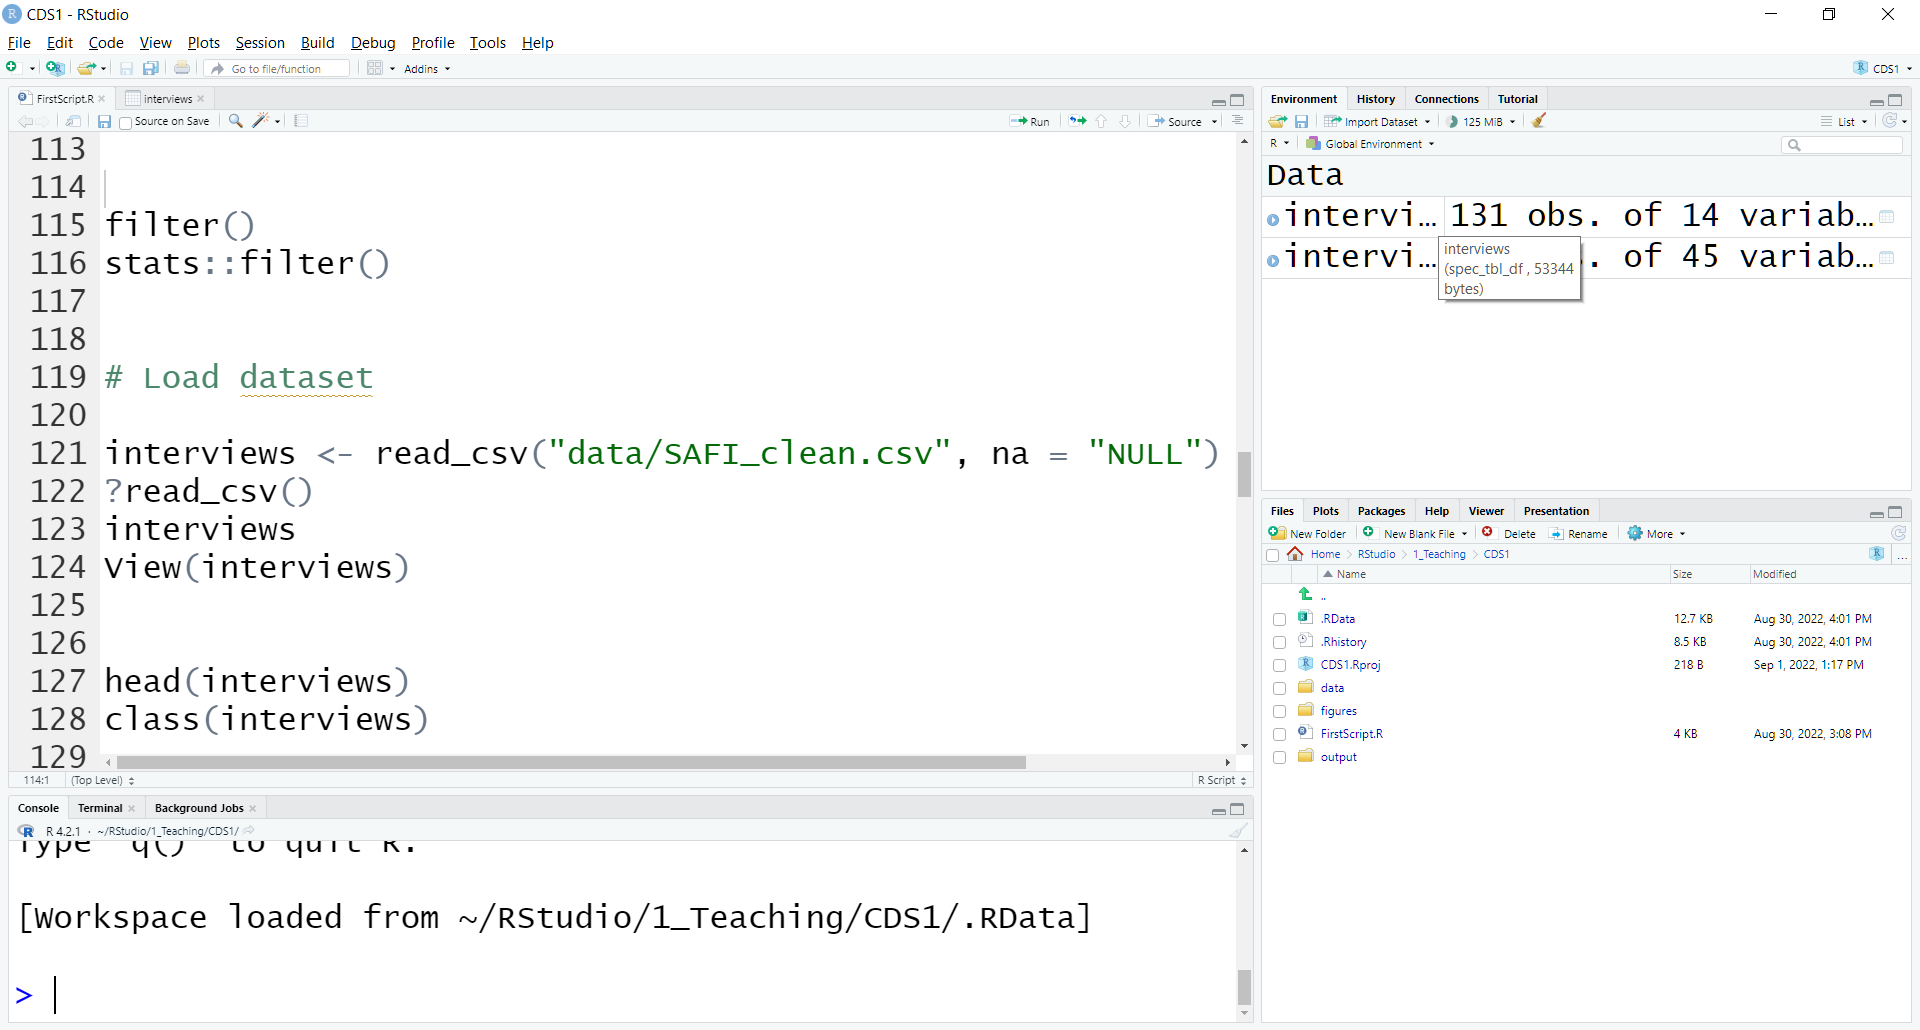 CDS1 - RStudio
File Edit Code View Plots Session Build Debug Profile Tools Help
Go to file/function Addins CDS1
FirstScript.R interviews
Source on Save Run Source
113
114
115 filter()
116 stats::filter()
117
118
119 # Load dataset
120
121 interviews <- read_csv("data/SAFI_clean.csv", na = "NULL")
122 ?read_csv()
123 interviews
124 View(interviews)
125
126
127 head(interviews)
128 class(interviews)
129
114:1 (Top Level) R Script
Console Terminal Background Jobs
R 4.2.1 · ~/RStudio/1_Teaching/CDS1/
Type 'q()' to quit R.
[Workspace loaded from ~/RStudio/1_Teaching/CDS1/.RData]
>
Environment History Connections Tutorial
Import Dataset 125 MiB List
R Global Environment
Data
intervi… 131 obs. of 14 variab…
intervi… . of 45 variab…
interviews
(spec_tbl_df , 53344
bytes)
Files Plots Packages Help Viewer Presentation
New Folder New Blank File Delete Rename More
Home RStudio 1_Teaching CDS1 ...
Name Size Modified
..
.RData 12.7 KB Aug 30, 2022, 4:01 PM
.Rhistory 8.5 KB Aug 30, 2022, 4:01 PM
CDS1.Rproj 218 B Sep 1, 2022, 1:17 PM
data
figures
FirstScript.R 4 KB Aug 30, 2022, 3:08 PM
output